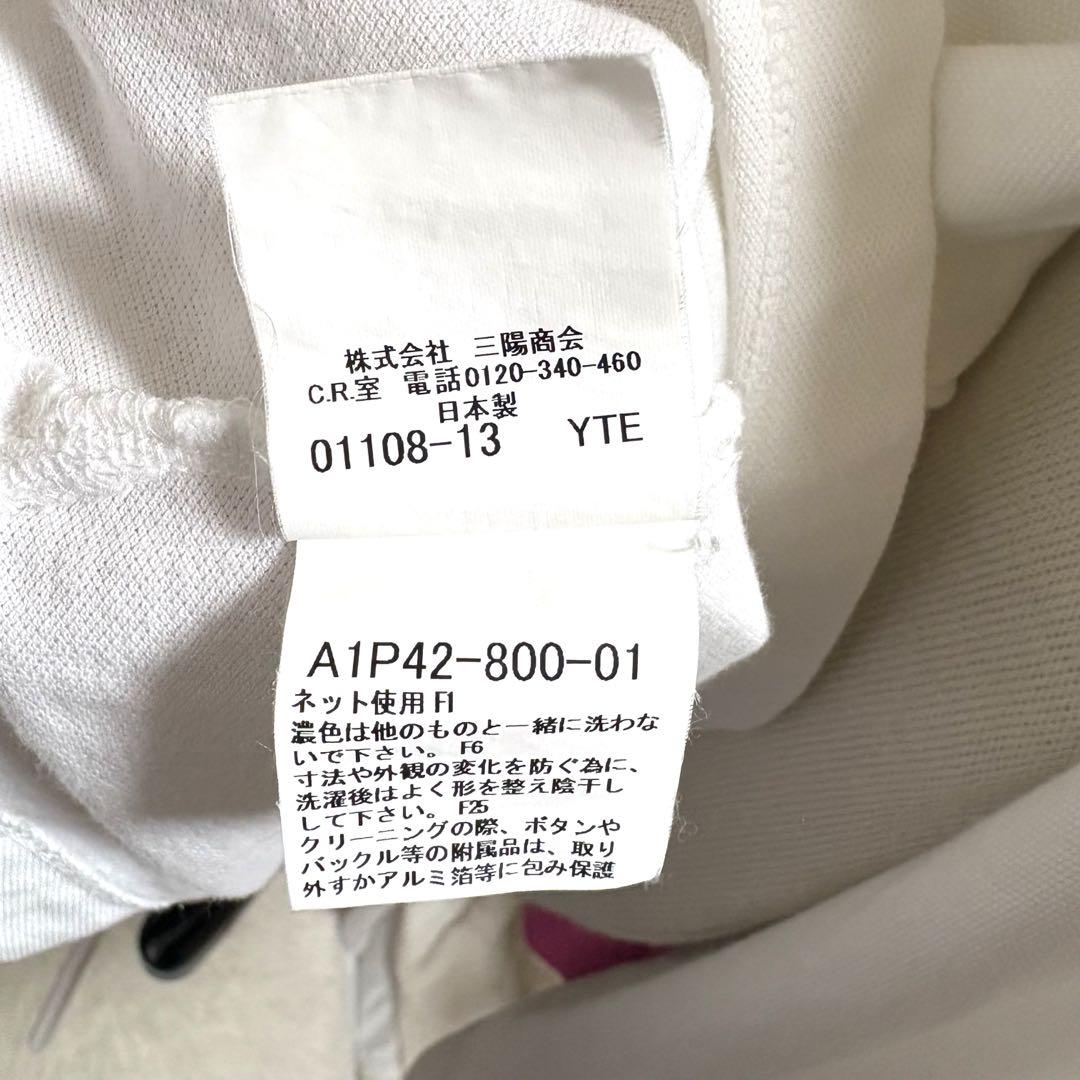 株式会社 三陽商会
C.R.室 電話0120-340-460
日本製
01108-13 YTE
A1P42-800-01
ネット使用 F1
濃色は他のものと一緒に洗わな
いで下さい。 F6
寸法や外観の変化を防ぐ為に、
洗濯後はよく形を整え陰干し
して下さい。 F25
クリーニングの際、ボタンや
バックル等の附属品は、取り
外すかアルミ箔等に包み保護